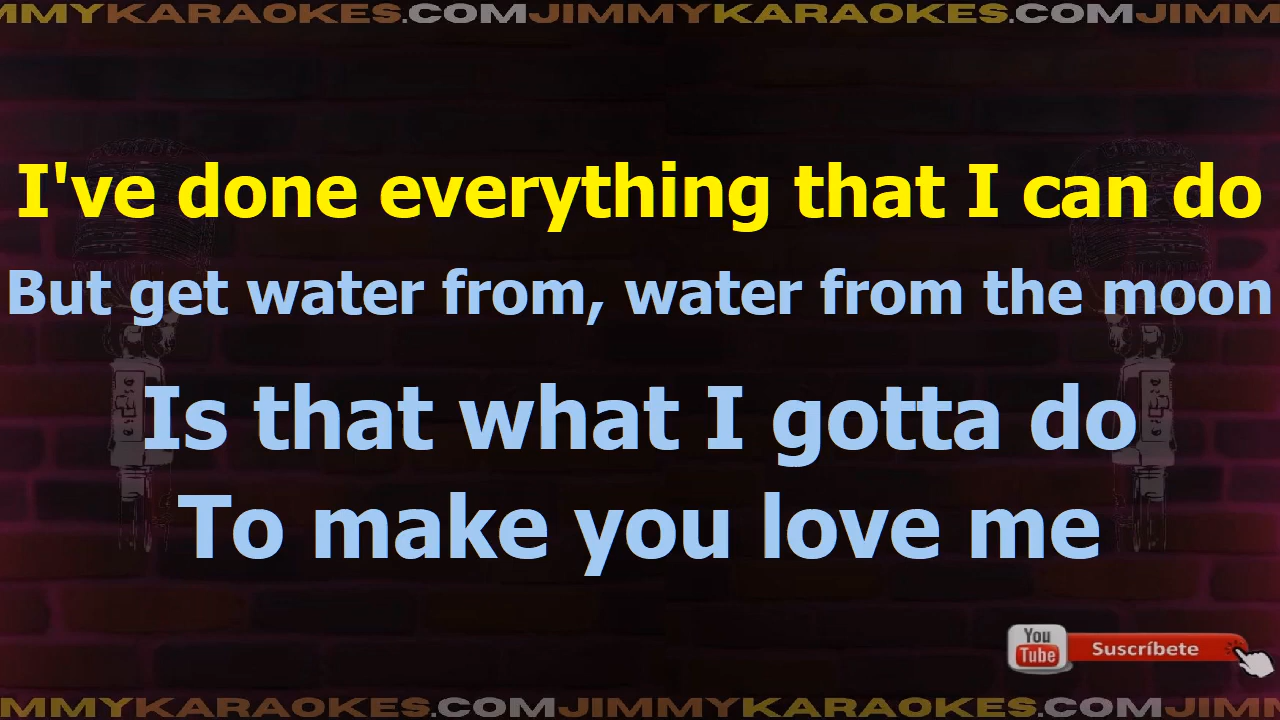 JIMMYKARAOKES.COMJIMMYKARAOKES.COMJIMM
I've done everything that I can do
But get water from, water from the moon
Is that what I gotta do
To make you love me
You
Tube
Suscríbete
MMYKARAOKES.COMJIMMYKARAOKES.COMJIMM